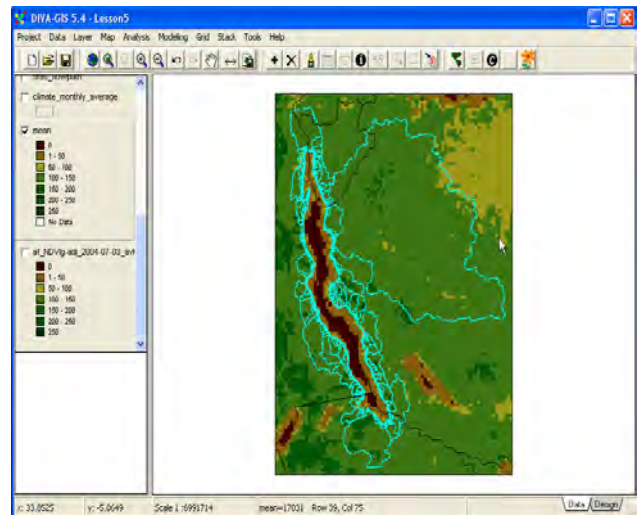 DIVA-GIS 5.4 - Lesson5
Project Data Layer Map Analysis Modeling Grid Stack Tools Help
climate_monthly_average
mean
0
1 - 50
50 - 100
100 - 150
150 - 200
200 - 250
250
No Data
0
1 - 50
50 - 100
100 - 150
150 - 200
200 - 250
250
x: 33.8525 y: -5.0649 Scale 1 :6991714 mean=17031 Row 39, Col 75 Data Design